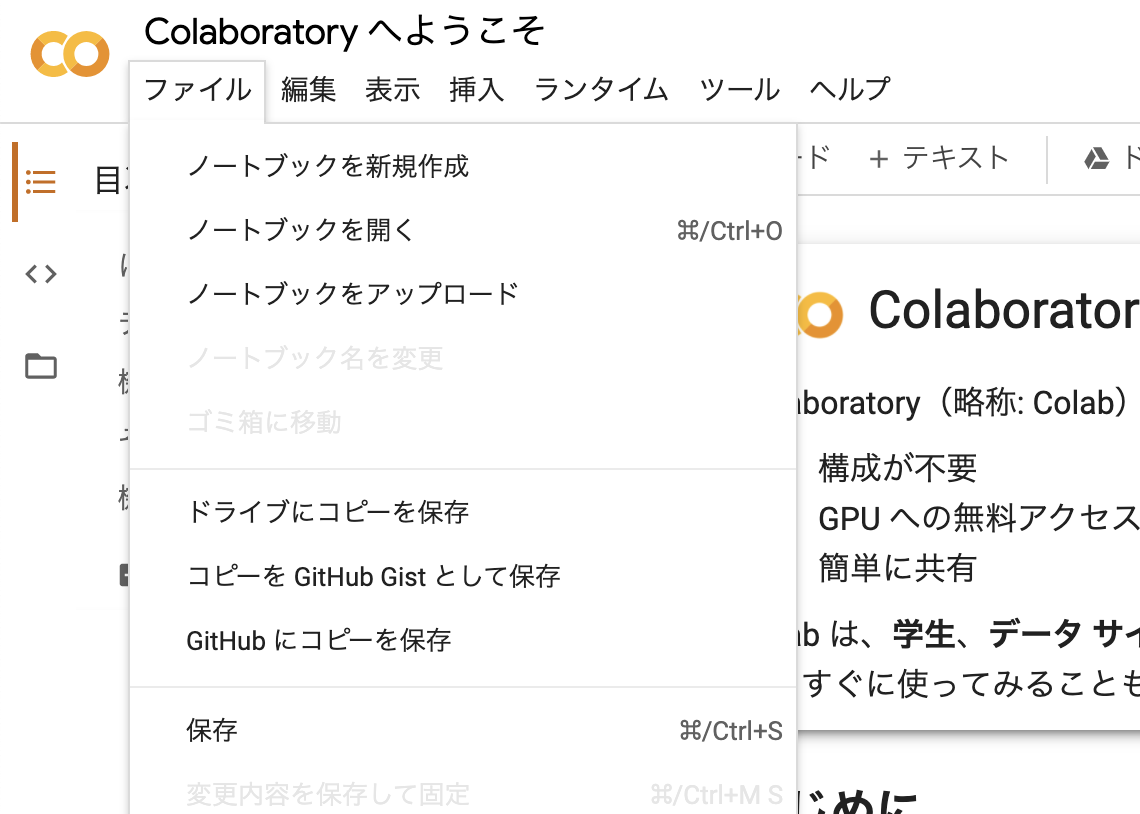 Colaboratory へようこそ
ファイル 編集 表示 挿入 ランタイム ツール ヘルプ
ノートブックを新規作成
+ テキスト
ノートブックを開く ⌘/Ctrl+O
ノートブックをアップロード
ノートブック名を変更
ゴミ箱に移動
ドライブにコピーを保存
コピーを GitHub Gist として保存
GitHub にコピーを保存
保存 ⌘/Ctrl+S
変更内容を保存して固定 ⌘/Ctrl+M S
目
Colaborator
aboratory（略称: Colab）
構成が不要
GPU への無料アクセス
簡単に共有
ab は、学生、データ サイ
すぐに使ってみることも
じめに